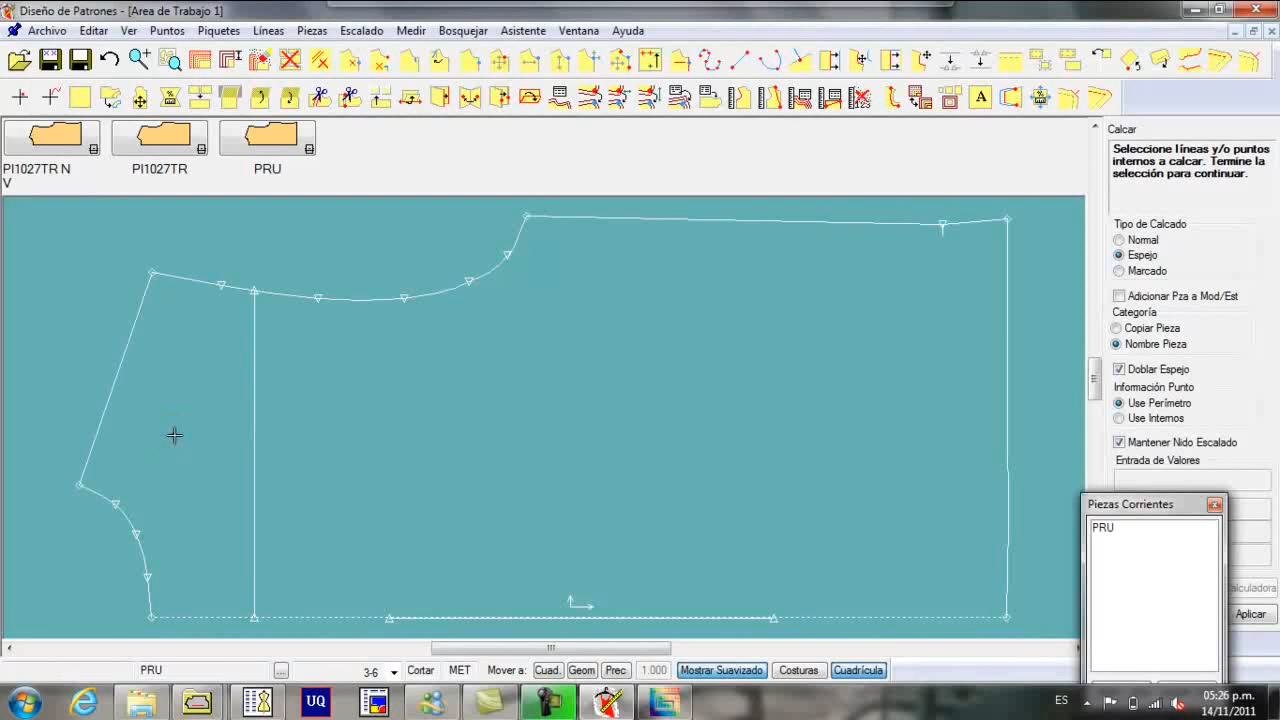 Diseño de Patrones - [Area de Trabajo 1]
Archivo Editar Ver Puntos Piquetes Líneas Piezas Escalado Medir Bosquejar Asistente Ventana Ayuda
PI1027TR N V
PI1027TR
PRU
Calcar
Seleccione líneas y/o puntos
internos a calcar. Termine la
selección para continuar.
Tipo de Calcado
Normal
Espejo
Marcado
Adicionar Pza a Mod/Est
Categoría
Copiar Pieza
Nombre Pieza
Doblar Espejo
Información Punto
Use Perímetro
Use Internos
Mantener Nido Escalado
Entrada de Valores
Piezas Corrientes
PRU
alculadora
Aplicar
PRU ... 3-6 Cortar MET Mover a: Cuad. Geom Prec 1.000 Mostrar Suavizado Costuras Cuadrícula
UQ
ES
05:26 p.m.
14/11/2011